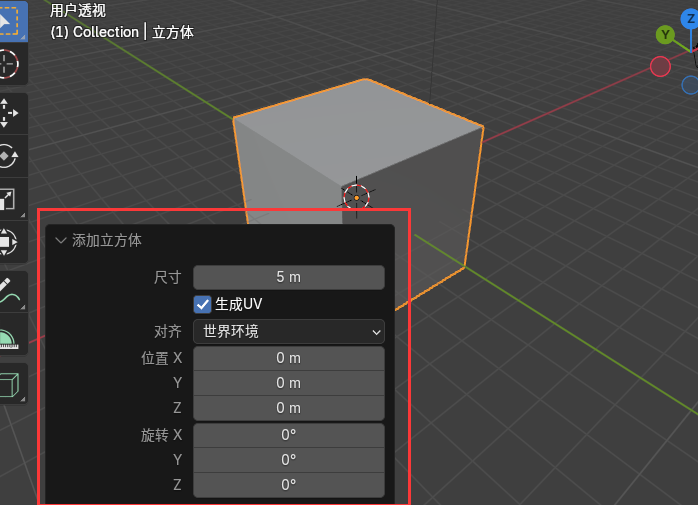 用户透视
(1) Collection | 立方体
Z
Y
添加立方体
尺寸 5 m
生成UV
对齐 世界环境
位置 X 0 m
Y 0 m
Z 0 m
旋转 X 0°
Y 0°
Z 0°